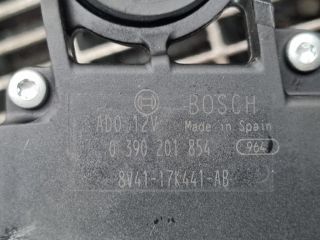 BOSCH
ADO 12V Made in Spain
0 390 201 854 964
8V41-17K441-AB